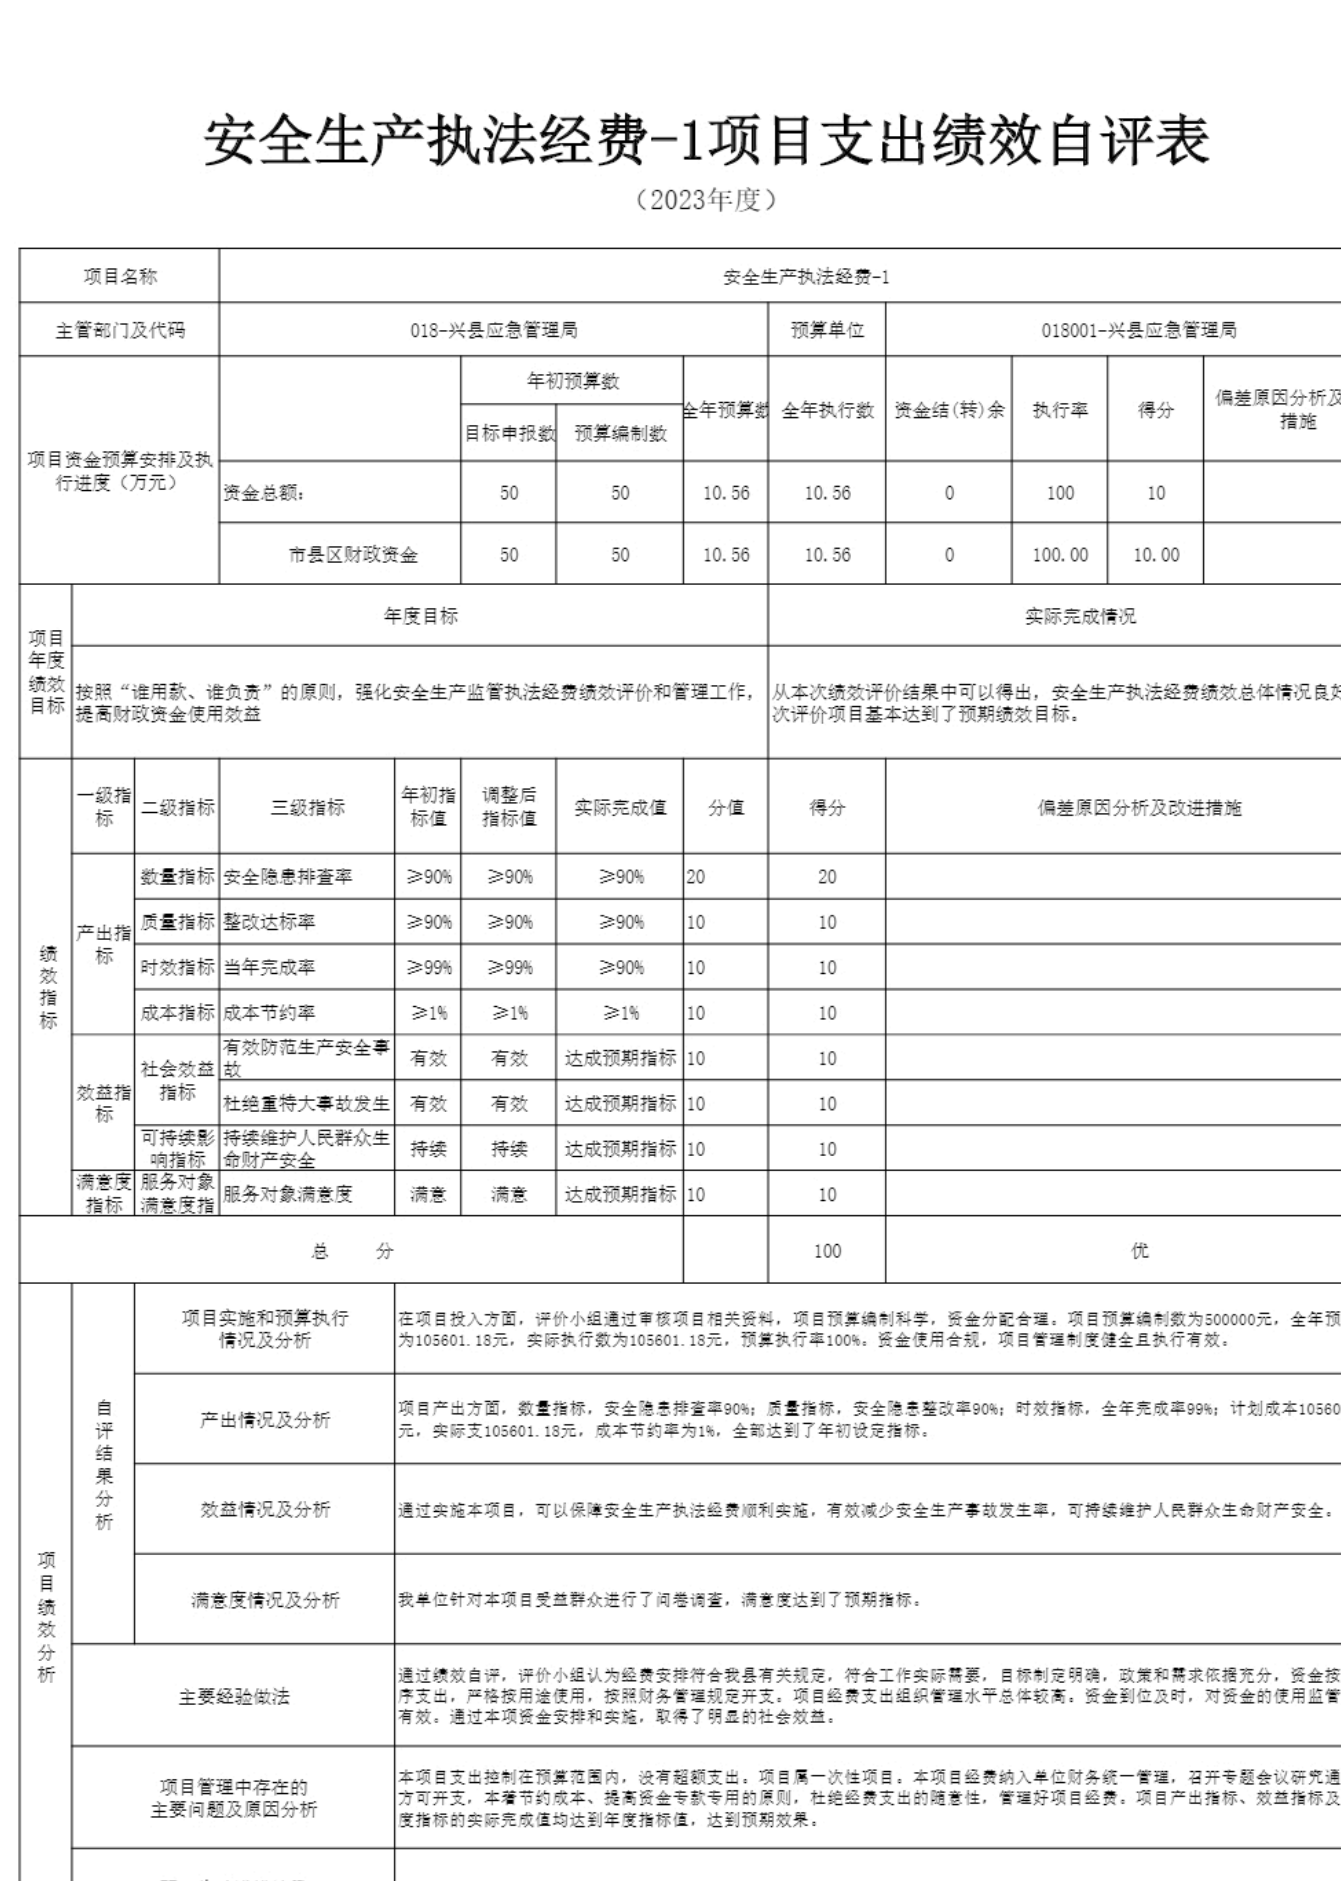 安全生产执法经费-1项目支出绩效自评表
（2023年度）
项目名称 安全生产执法经费-1
主管部门及代码 018-兴县应急管理局 预算单位 018001-兴县应急管理局
项目资金预算安排及执
行进度（万元）
年初预算数
目标申报数 预算编制数
全年预算数 全年执行数 资金结(转)余 执行率 得分
偏差原因分析及
措施
资金总额： 50 50 10.56 10.56 0 100 10
市县区财政资金 50 50 10.56 10.56 0 100.00 10.00
项目
年度
绩效
目标
年度目标 实际完成情况
按照“谁用款、谁负责”的原则，强化安全生产监管执法经费绩效评价和管理工作，
提高财政资金使用效益
从本次绩效评价结果中可以得出，安全生产执法经费绩效总体情况良好
次评价项目基本达到了预期绩效目标。
绩
效
指
标
一级指
标
二级指标 三级指标
年初指
标值
调整后
指标值
实际完成值 分值 得分 偏差原因分析及改进措施
产出指
标
数量指标 安全隐患排查率 ≥90% ≥90% ≥90% 20 20
质量指标 整改达标率 ≥90% ≥90% ≥90% 10 10
时效指标 当年完成率 ≥99% ≥99% ≥90% 10 10
成本指标 成本节约率 ≥1% ≥1% ≥1% 10 10
效益指
标
社会效益
指标
有效防范生产安全事
故
有效 有效 达成预期指标 10 10
杜绝重特大事故发生 有效 有效 达成预期指标 10 10
可持续影
响指标
持续维护人民群众生
命财产安全
持续 持续 达成预期指标 10 10
满意度
指标
服务对象
满意度指
服务对象满意度 满意 满意 达成预期指标 10 10
总 分 100 优
项
目
绩
效
分
析
自
评
结
果
分
析
项目实施和预算执行
情况及分析
在项目投入方面，评价小组通过审核项目相关资料，项目预算编制科学，资金分配合理。项目预算编制数为500000元，全年预
为105601.18元，实际执行数为105601.18元，预算执行率100%。资金使用合规，项目管理制度健全且执行有效。
产出情况及分析
项目产出方面，数量指标，安全隐患排查率90%；质量指标，安全隐患整改率90%；时效指标，全年完成率99%；计划成本10560
元，实际支105601.18元，成本节约率为1%，全部达到了年初设定指标。
效益情况及分析
通过实施本项目，可以保障安全生产执法经费顺利实施，有效减少安全生产事故发生率，可持续维护人民群众生命财产安全。
满意度情况及分析
我单位针对本项目受益群众进行了问卷调查，满意度达到了预期指标。
主要经验做法
通过绩效自评，评价小组认为经费安排符合我县有关规定，符合工作实际需要，目标制定明确，政策和需求依据充分，资金按
序支出，严格按用途使用，按照财务管理规定开支。项目经费支出组织管理水平总体较高。资金到位及时，对资金的使用监管
有效。通过本项资金安排和实施，取得了明显的社会效益。
项目管理中存在的
主要问题及原因分析
本项目支出控制在预算范围内，没有超额支出。项目属一次性项目。本项目经费纳入单位财务统一管理，召开专题会议研究通
方可开支，本着节约成本、提高资金专款专用的原则，杜绝经费支出的随意性，管理好项目经费。项目产出指标、效益指标及
度指标的实际完成值均达到年度指标值，达到预期效果。